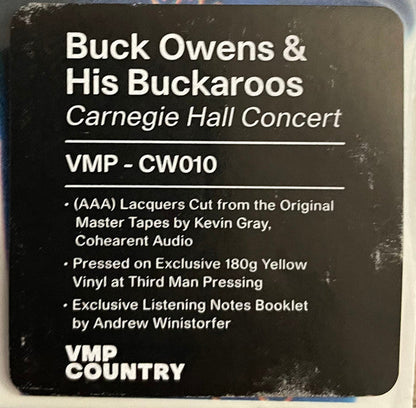 Buck Owens &
His Buckaroos
Carnegie Hall Concert
VMP - CW010
• (AAA) Lacquers Cut from the Original
Master Tapes by Kevin Gray,
Cohearent Audio
• Pressed on Exclusive 180g Yellow
Vinyl at Third Man Pressing
• Exclusive Listening Notes Booklet
by Andrew Winistorfer
VMP
COUNTRY